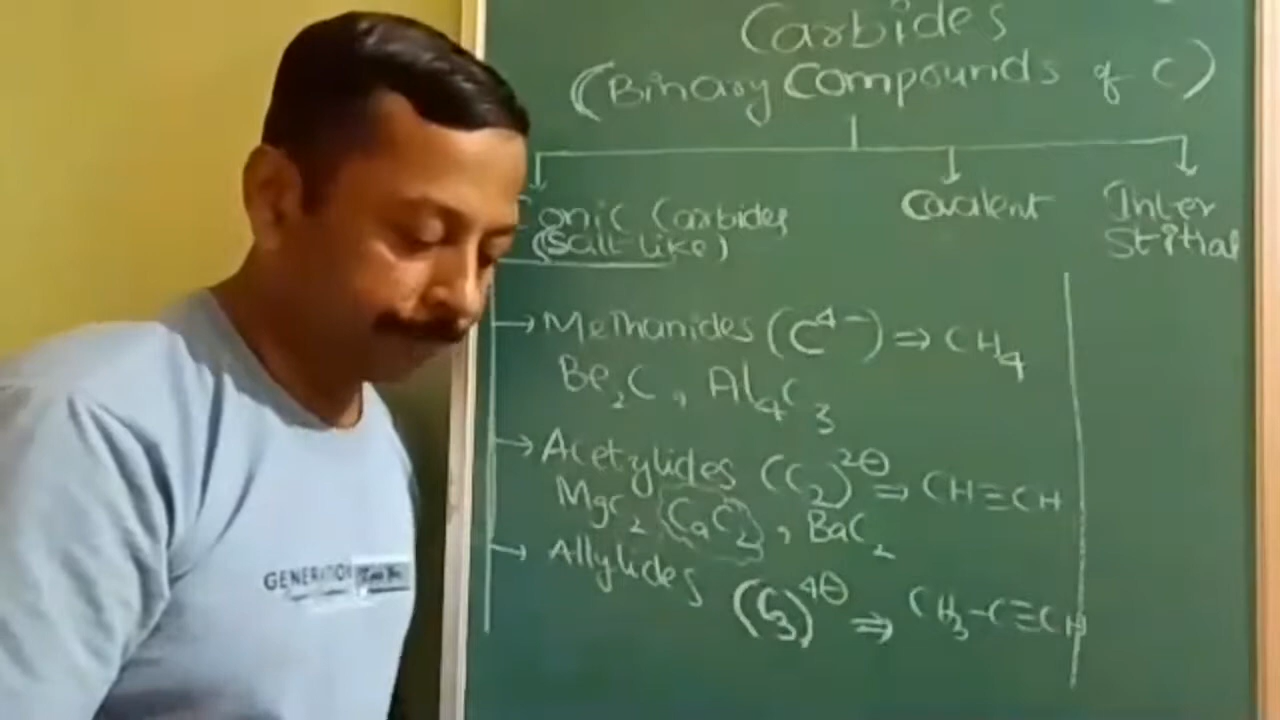 Carbides
(Binary Compounds of C)
Ionic Carbides
(Salt-like)
Covalent
Inter
Stitial
Methanides (C⁴⁻) ⇒ CH₄
Be₂C, Al₄C₃
Acetylides (C₂)²⊖ ⇒ CH≡CH
MgC₂ CaC₂, BaC₂
Allylides (C₃)⁴⊖ ⇒ CH₃-C≡CH
GENERATION